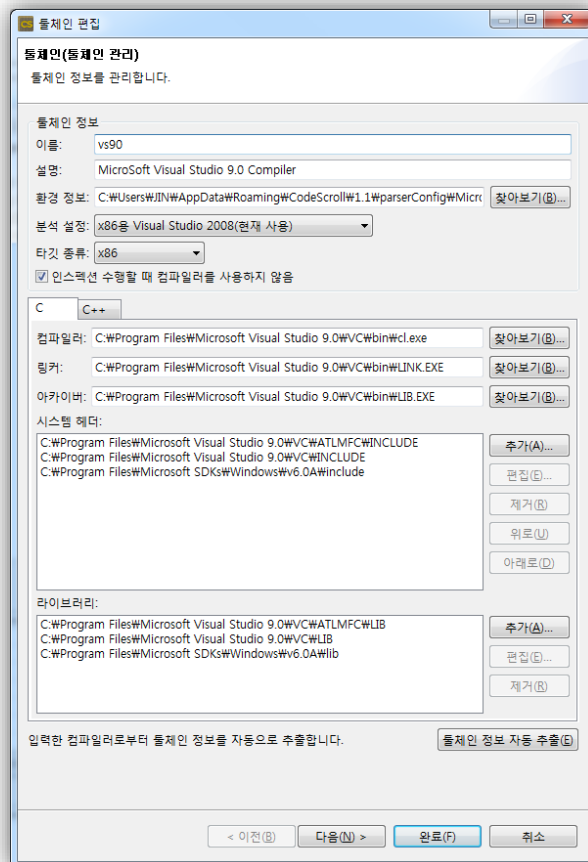 CS 툴체인 편집
툴체인(툴체인 관리)
툴체인 정보를 관리합니다.
툴체인 정보
이름: vs90
설명: MicroSoft Visual Studio 9.0 Compiler
환경 정보: C:₩Users₩JIN₩AppData₩Roaming₩CodeScroll₩1.1₩parserConfig₩Micro 찾아보기(B)...
분석 설정: x86용 Visual Studio 2008(현재 사용)
타깃 종류: x86
인스펙션 수행할 때 컴파일러를 사용하지 않음
C C++
컴파일러: C:₩Program Files₩Microsoft Visual Studio 9.0₩VC₩bin₩cl.exe 찾아보기(B)...
링커: C:₩Program Files₩Microsoft Visual Studio 9.0₩VC₩bin₩LINK.EXE 찾아보기(B)...
아카이버: C:₩Program Files₩Microsoft Visual Studio 9.0₩VC₩bin₩LIB.EXE 찾아보기(B)...
시스템 헤더:
C:₩Program Files₩Microsoft Visual Studio 9.0₩VC₩ATLMFC₩INCLUDE
C:₩Program Files₩Microsoft Visual Studio 9.0₩VC₩INCLUDE
C:₩Program Files₩Microsoft SDKs₩Windows₩v6.0A₩include
추가(A)...
편집(E)...
제거(R)
위로(U)
아래로(D)
라이브러리:
C:₩Program Files₩Microsoft Visual Studio 9.0₩VC₩ATLMFC₩LIB
C:₩Program Files₩Microsoft Visual Studio 9.0₩VC₩LIB
C:₩Program Files₩Microsoft SDKs₩Windows₩v6.0A₩lib
추가(A)...
편집(E)...
제거(R)
입력한 컴파일러로부터 툴체인 정보를 자동으로 추출합니다. 툴체인 정보 자동 추출(E)
< 이전(B) 다음(N) > 완료(F) 취소